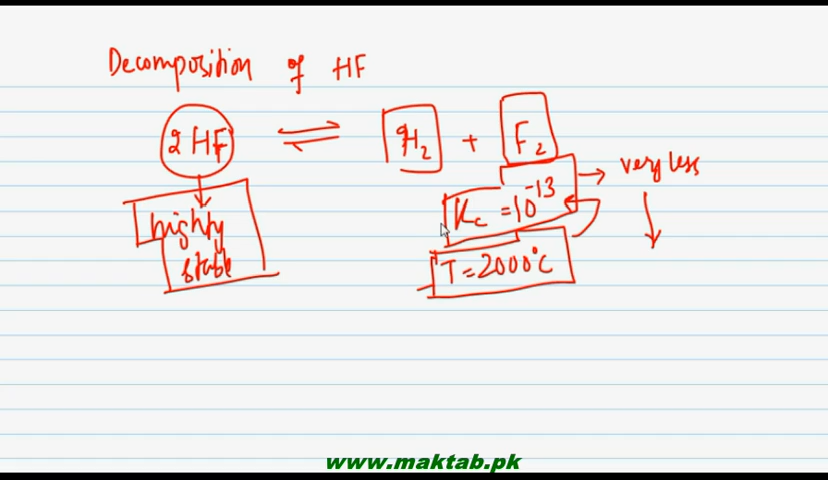 Decomposition of HF
2HF ⇌ H₂ + F₂
very less
highly stable
Kc = 10⁻¹³
T = 2000°C
www.maktab.pk